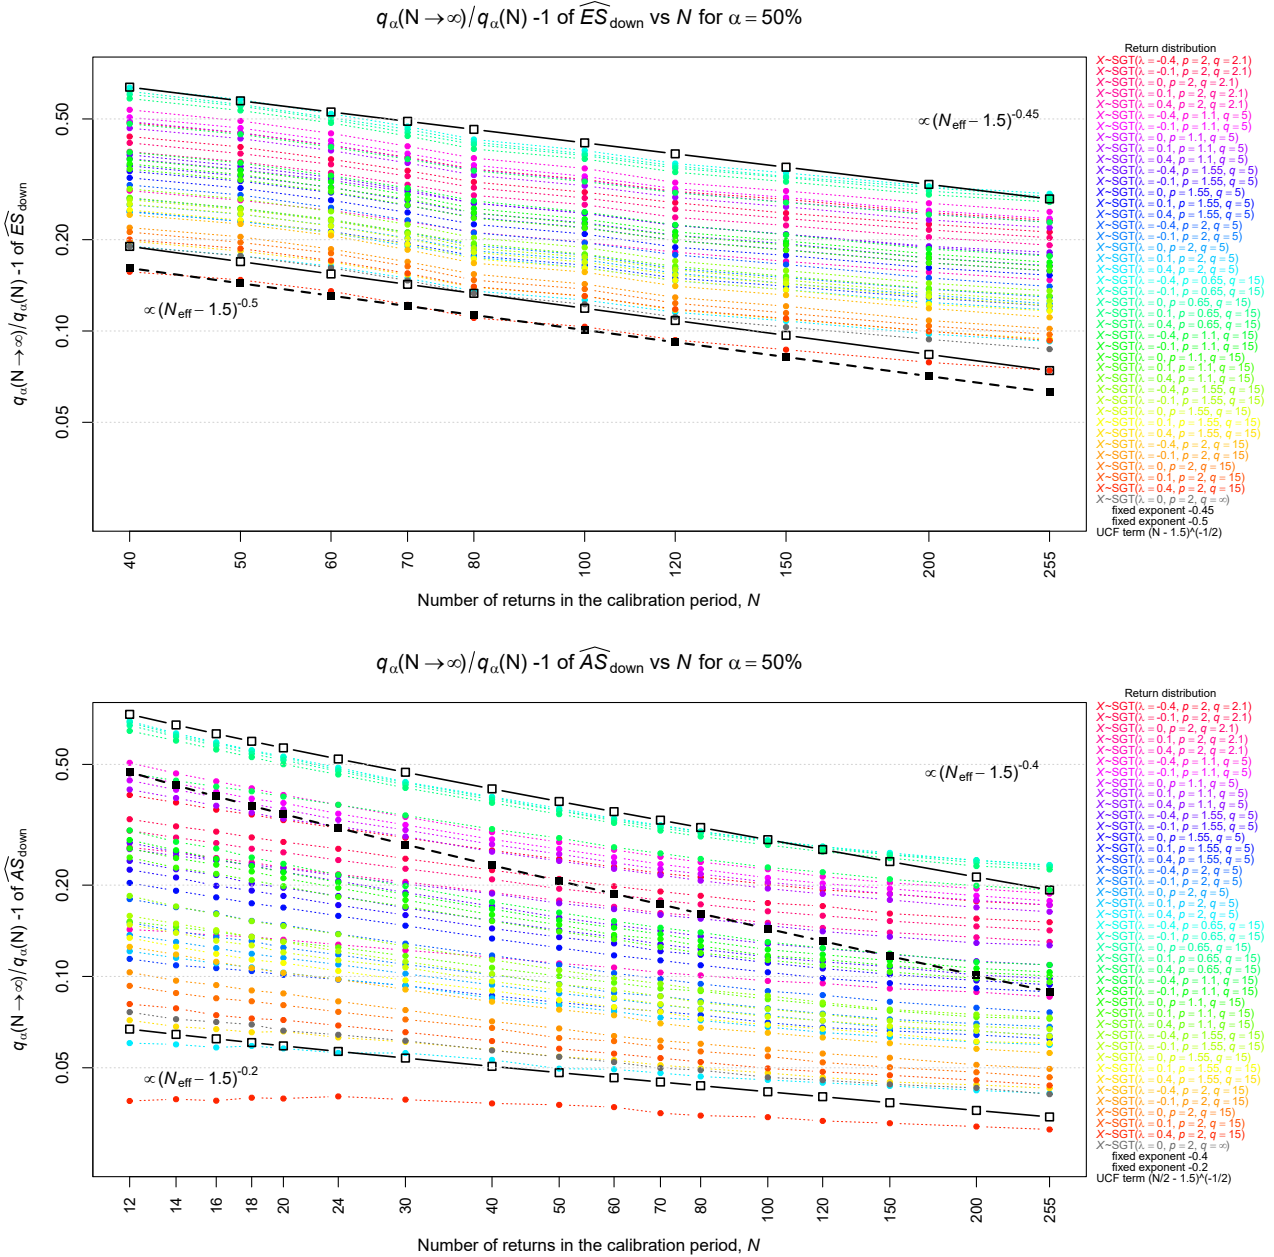 qα(N→∞)/qα(N) -1 of ES̑down vs N for α = 50%
Return distribution
X~SGT(λ = -0.4, p = 2, q = 2.1)
X~SGT(λ = -0.1, p = 2, q = 2.1)
X~SGT(λ = 0, p = 2, q = 2.1)
X~SGT(λ = 0.1, p = 2, q = 2.1)
X~SGT(λ = 0.4, p = 2, q = 2.1)
X~SGT(λ = -0.4, p = 1.1, q = 5)
X~SGT(λ = -0.1, p = 1.1, q = 5)
X~SGT(λ = 0, p = 1.1, q = 5)
X~SGT(λ = 0.1, p = 1.1, q = 5)
X~SGT(λ = 0.4, p = 1.1, q = 5)
X~SGT(λ = -0.4, p = 1.55, q = 5)
X~SGT(λ = -0.1, p = 1.55, q = 5)
X~SGT(λ = 0, p = 1.55, q = 5)
X~SGT(λ = 0.1, p = 1.55, q = 5)
X~SGT(λ = 0.4, p = 1.55, q = 5)
X~SGT(λ = -0.4, p = 2, q = 5)
X~SGT(λ = -0.1, p = 2, q = 5)
X~SGT(λ = 0, p = 2, q = 5)
X~SGT(λ = 0.1, p = 2, q = 5)
X~SGT(λ = 0.4, p = 2, q = 5)
X~SGT(λ = -0.4, p = 0.65, q = 15)
X~SGT(λ = -0.1, p = 0.65, q = 15)
X~SGT(λ = 0, p = 0.65, q = 15)
X~SGT(λ = 0.1, p = 0.65, q = 15)
X~SGT(λ = 0.4, p = 0.65, q = 15)
X~SGT(λ = -0.4, p = 1.1, q = 15)
X~SGT(λ = -0.1, p = 1.1, q = 15)
X~SGT(λ = 0, p = 1.1, q = 15)
X~SGT(λ = 0.1, p = 1.1, q = 15)
X~SGT(λ = 0.4, p = 1.1, q = 15)
X~SGT(λ = -0.4, p = 1.55, q = 15)
X~SGT(λ = -0.1, p = 1.55, q = 15)
X~SGT(λ = 0, p = 1.55, q = 15)
X~SGT(λ = 0.1, p = 1.55, q = 15)
X~SGT(λ = 0.4, p = 1.55, q = 15)
X~SGT(λ = -0.4, p = 2, q = 15)
X~SGT(λ = -0.1, p = 2, q = 15)
X~SGT(λ = 0, p = 2, q = 15)
X~SGT(λ = 0.1, p = 2, q = 15)
X~SGT(λ = 0.4, p = 2, q = 15)
X~SGT(λ = 0, p = 2, q = ∞)
fixed exponent -0.45
fixed exponent -0.5
UCF term (N - 1.5)^(-1/2)
qα(N→∞)/qα(N) -1 of ES̑down
0.50
0.20
0.10
0.05
∝(Neff − 1.5)^-0.45
∝(Neff − 1.5)^-0.5
40 50 60 70 80 100 120 150 200 255
Number of returns in the calibration period, N
qα(N→∞)/qα(N) -1 of AS̑down vs N for α = 50%
Return distribution
X~SGT(λ = -0.4, p = 2, q = 2.1)
X~SGT(λ = -0.1, p = 2, q = 2.1)
X~SGT(λ = 0, p = 2, q = 2.1)
X~SGT(λ = 0.1, p = 2, q = 2.1)
X~SGT(λ = 0.4, p = 2, q = 2.1)
X~SGT(λ = -0.4, p = 1.1, q = 5)
X~SGT(λ = -0.1, p = 1.1, q = 5)
X~SGT(λ = 0, p = 1.1, q = 5)
X~SGT(λ = 0.1, p = 1.1, q = 5)
X~SGT(λ = 0.4, p = 1.1, q = 5)
X~SGT(λ = -0.4, p = 1.55, q = 5)
X~SGT(λ = -0.1, p = 1.55, q = 5)
X~SGT(λ = 0, p = 1.55, q = 5)
X~SGT(λ = 0.1, p = 1.55, q = 5)
X~SGT(λ = 0.4, p = 1.55, q = 5)
X~SGT(λ = -0.4, p = 2, q = 5)
X~SGT(λ = -0.1, p = 2, q = 5)
X~SGT(λ = 0, p = 2, q = 5)
X~SGT(λ = 0.1, p = 2, q = 5)
X~SGT(λ = 0.4, p = 2, q = 5)
X~SGT(λ = -0.4, p = 0.65, q = 15)
X~SGT(λ = -0.1, p = 0.65, q = 15)
X~SGT(λ = 0, p = 0.65, q = 15)
X~SGT(λ = 0.1, p = 0.65, q = 15)
X~SGT(λ = 0.4, p = 0.65, q = 15)
X~SGT(λ = -0.4, p = 1.1, q = 15)
X~SGT(λ = -0.1, p = 1.1, q = 15)
X~SGT(λ = 0, p = 1.1, q = 15)
X~SGT(λ = 0.1, p = 1.1, q = 15)
X~SGT(λ = 0.4, p = 1.1, q = 15)
X~SGT(λ = -0.4, p = 1.55, q = 15)
X~SGT(λ = -0.1, p = 1.55, q = 15)
X~SGT(λ = 0, p = 1.55, q = 15)
X~SGT(λ = 0.1, p = 1.55, q = 15)
X~SGT(λ = 0.4, p = 1.55, q = 15)
X~SGT(λ = -0.4, p = 2, q = 15)
X~SGT(λ = -0.1, p = 2, q = 15)
X~SGT(λ = 0, p = 2, q = 15)
X~SGT(λ = 0.1, p = 2, q = 15)
X~SGT(λ = 0.4, p = 2, q = 15)
X~SGT(λ = 0, p = 2, q = ∞)
fixed exponent -0.4
fixed exponent -0.2
UCF term (N/2 - 1.5)^(-1/2)
qα(N→∞)/qα(N) -1 of AS̑down
0.50
0.20
0.10
0.05
∝(Neff − 1.5)^-0.4
∝(Neff − 1.5)^-0.2
12 14 16 18 20 24 30 40 50 60 70 80 100 120 150 200 255
Number of returns in the calibration period, N